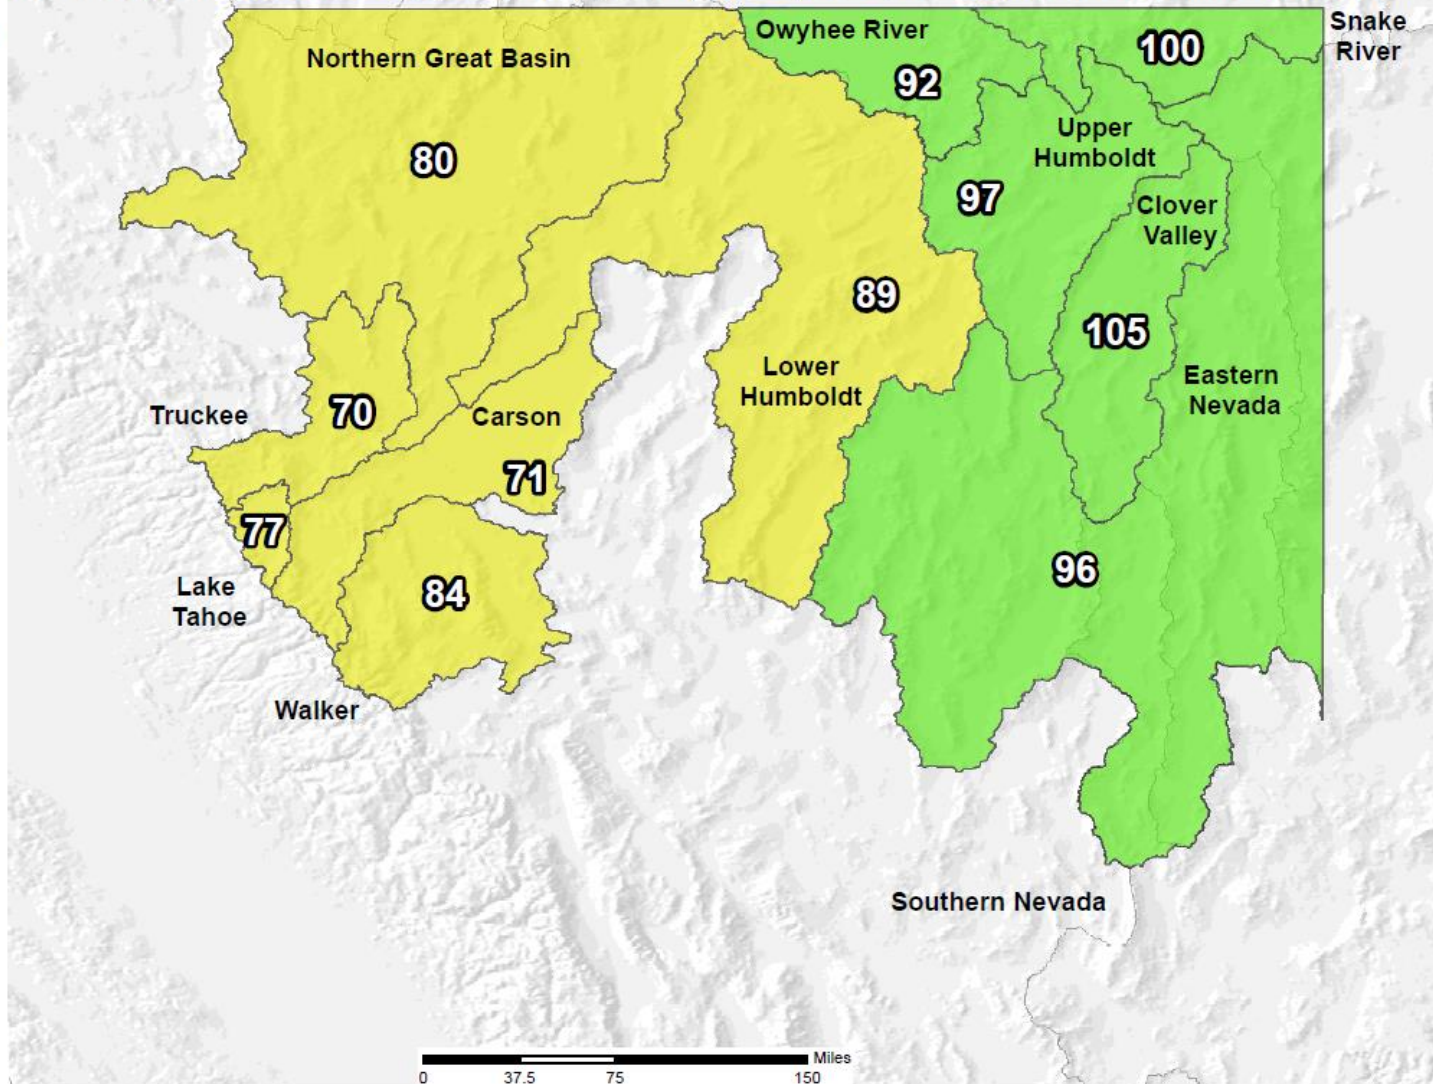 Snake
River
Owyhee River
100
Northern Great Basin
92
Upper
Humboldt
80
97
Clover
Valley
89
105
Lower
Humboldt
Eastern
Nevada
70
Truckee
Carson
71
77
96
84
Lake
Tahoe
Walker
Southern Nevada
Miles
0 37.5 75 150